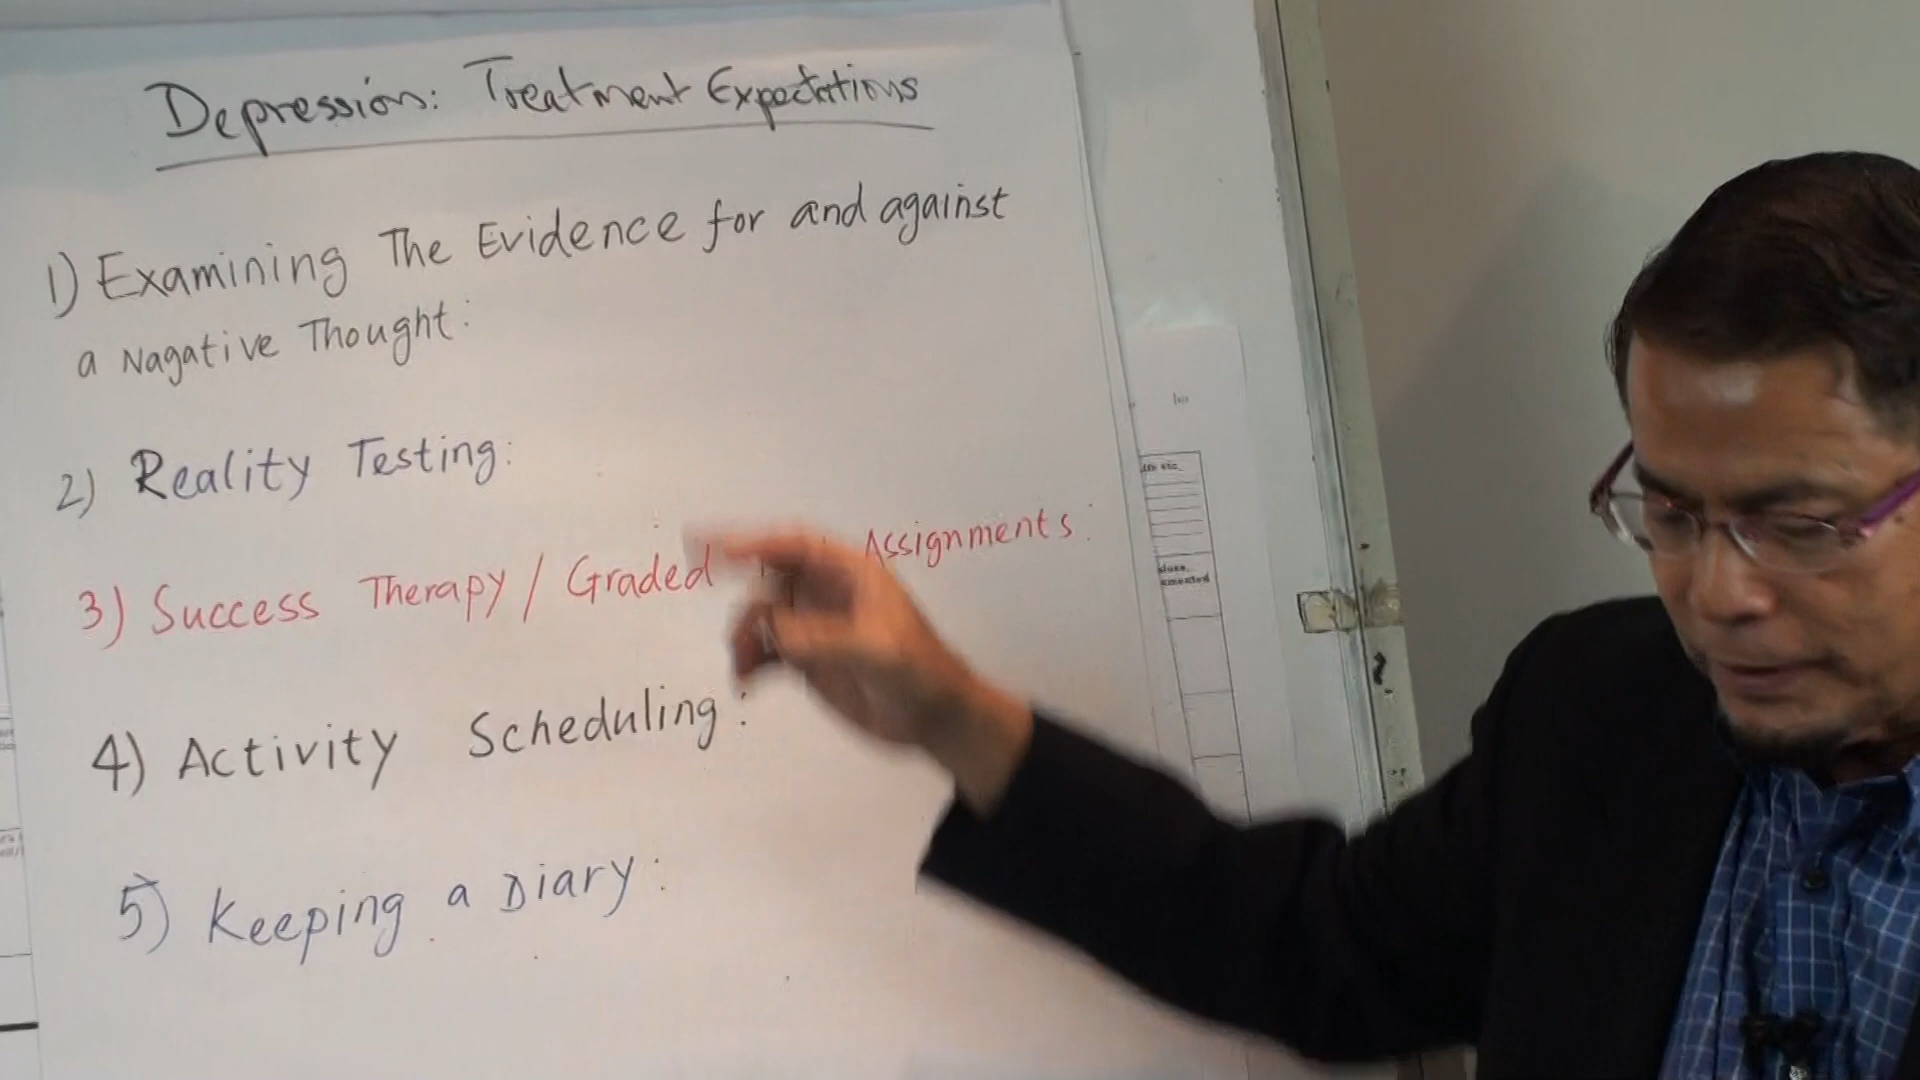 Depression: Treatment Expectations
1) Examining The Evidence for and against
a Nagative Thought:
2) Reality Testing:
3) Success Therapy / Graded Assignments:
4) Activity Scheduling:
5) Keeping a Diary: